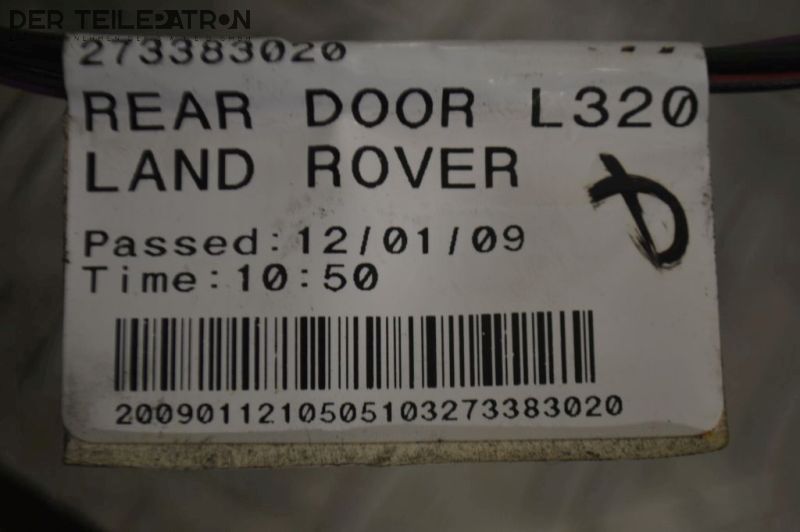 DER TEILEPATRON
273383020
REAR DOOR L320
LAND ROVER
D
Passed:12/01/09
Time:10:50
2009011210505103273383020